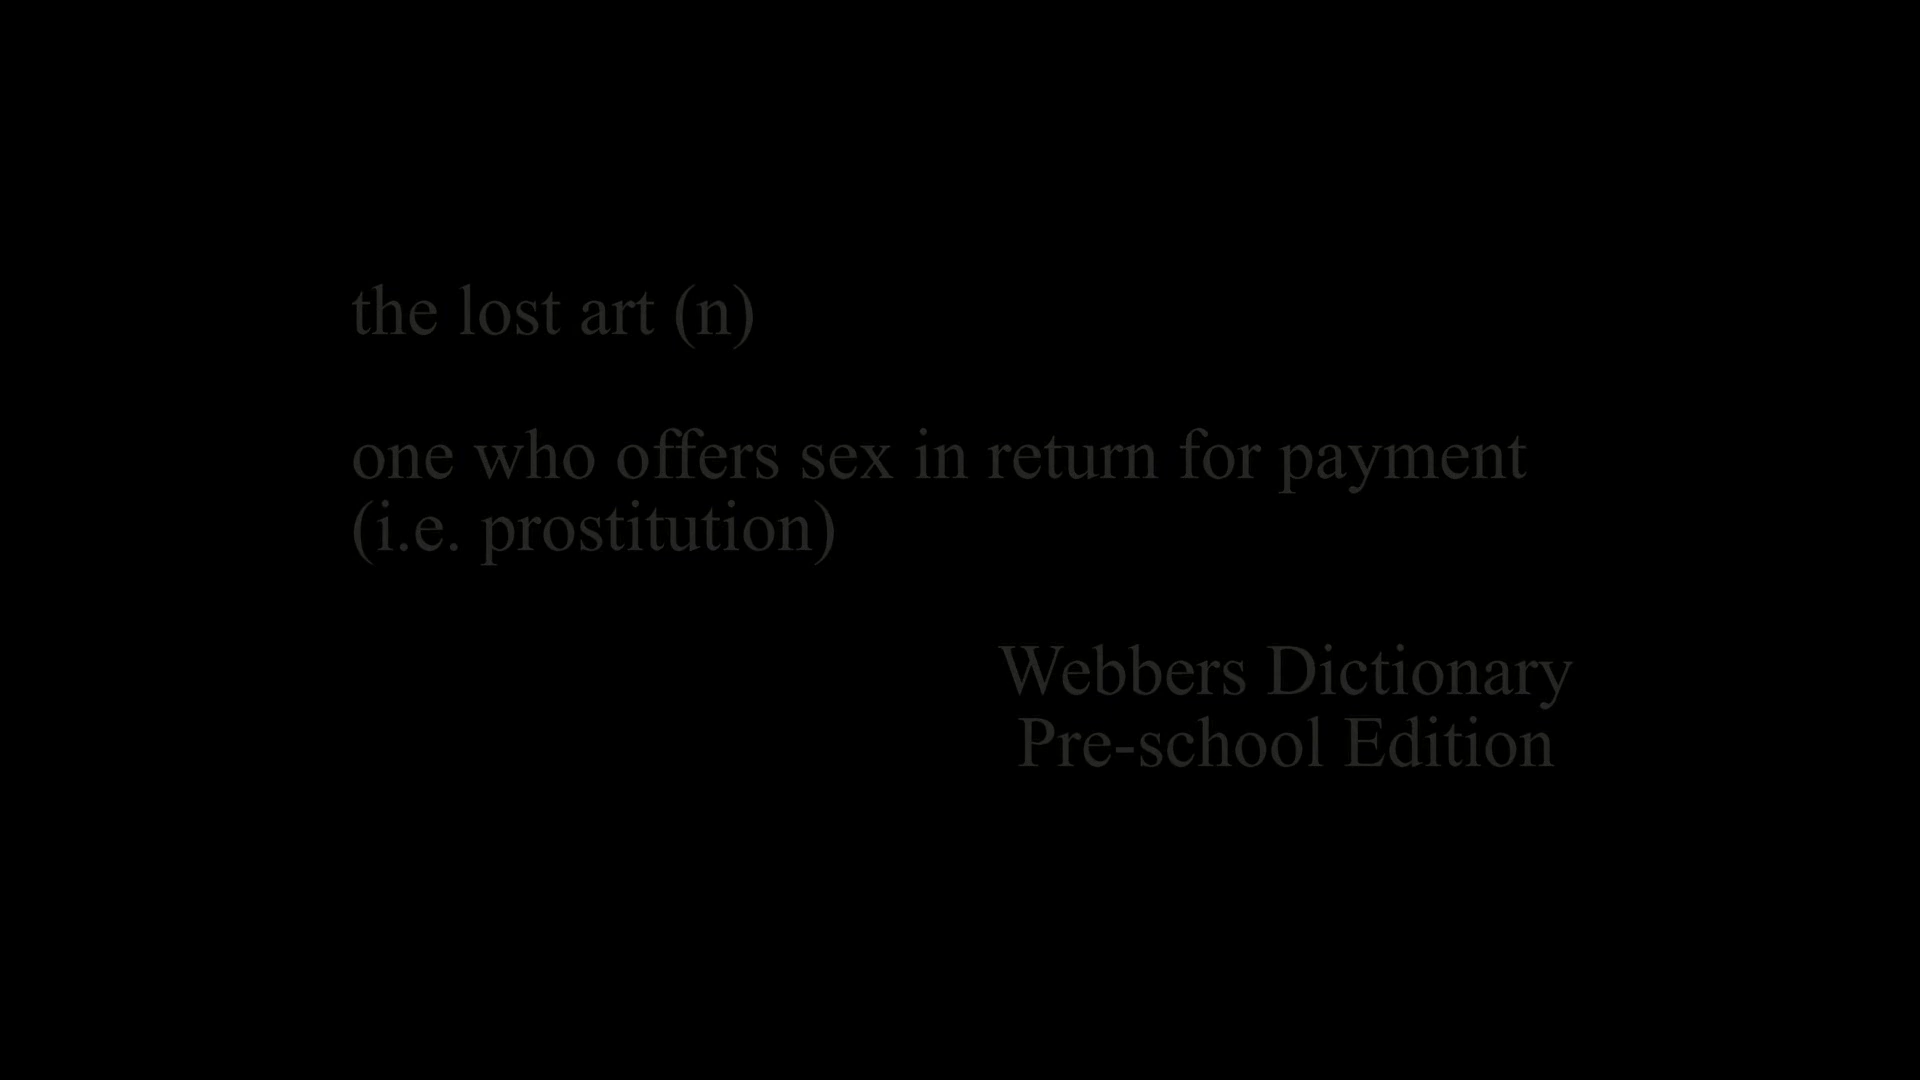 the lost art (n)
one who offers sex in return for payment
(i.e. prostitution)
Webbers Dictionary
Pre-school Edition